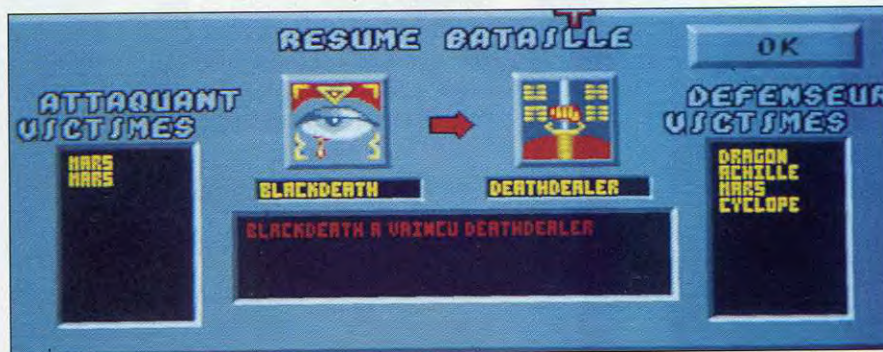 RESUME BATAILLE
OK
ATTAQUANT
VICTIMES
DEFENSEUR
VICTIMES
MARS
MARS
BLACKDEATH
DEATHDEALER
DRAGON
ACHILLE
MARS
CYCLOPE
BLACKDEATH A VAINCU DEATHDEALER